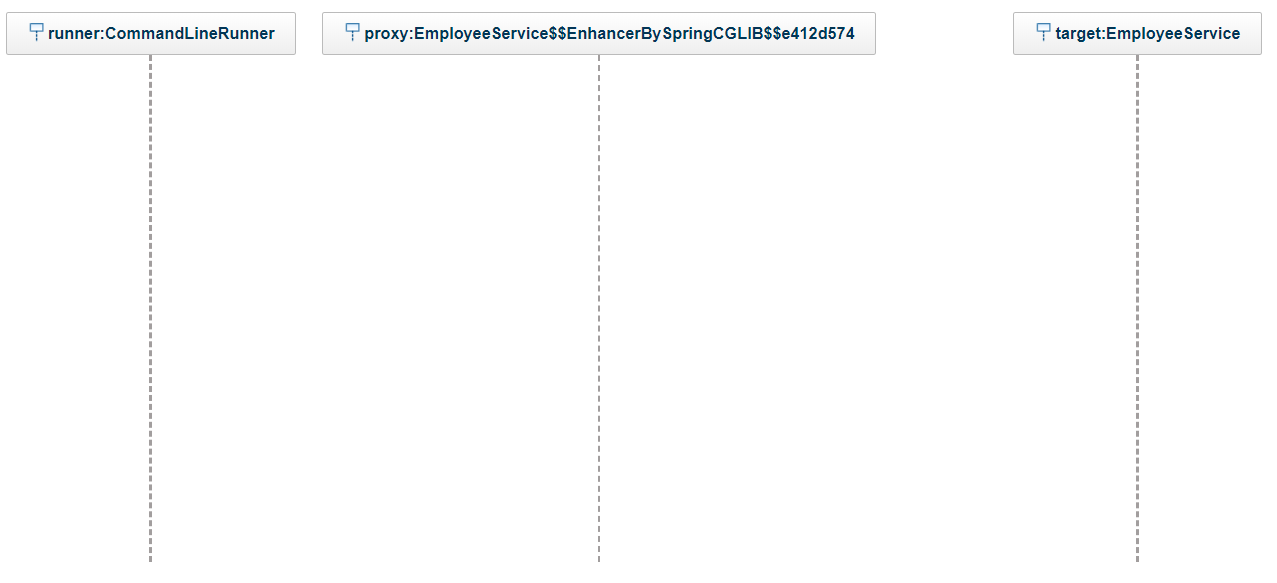 runner:CommandLineRunner
proxy:EmployeeService$$EnhancerBySpringCGLIB$$e412d574
target:EmployeeService